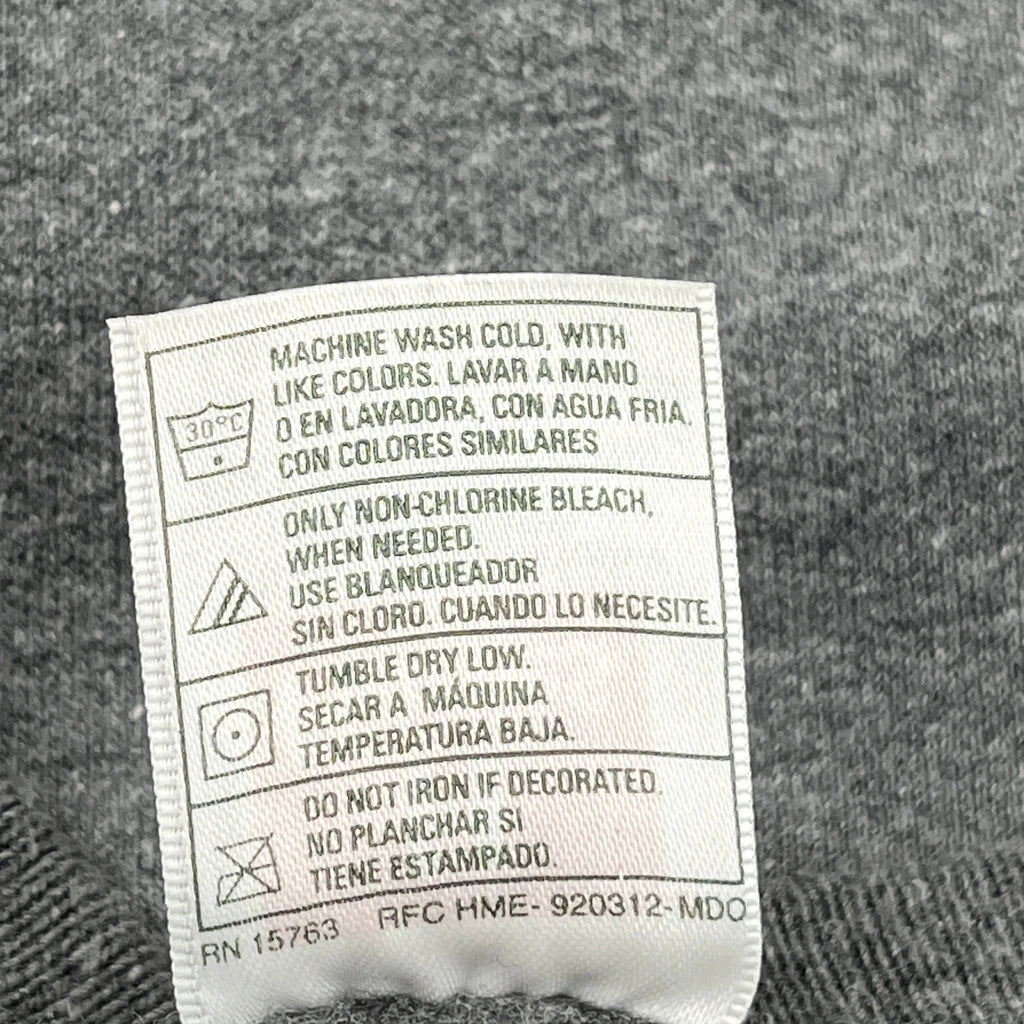 MACHINE WASH COLD, WITH
LIKE COLORS. LAVAR A MANO
O EN LAVADORA, CON AGUA FRIA,
CON COLORES SIMILARES
30°C
ONLY NON-CHLORINE BLEACH,
WHEN NEEDED.
USE BLANQUEADOR
SIN CLORO. CUANDO LO NECESITE.
TUMBLE DRY LOW.
SECAR A MÁQUINA
TEMPERATURA BAJA.
DO NOT IRON IF DECORATED.
NO PLANCHAR SI
TIENE ESTAMPADO.
RN 15763 RFC HME- 920312-MDO